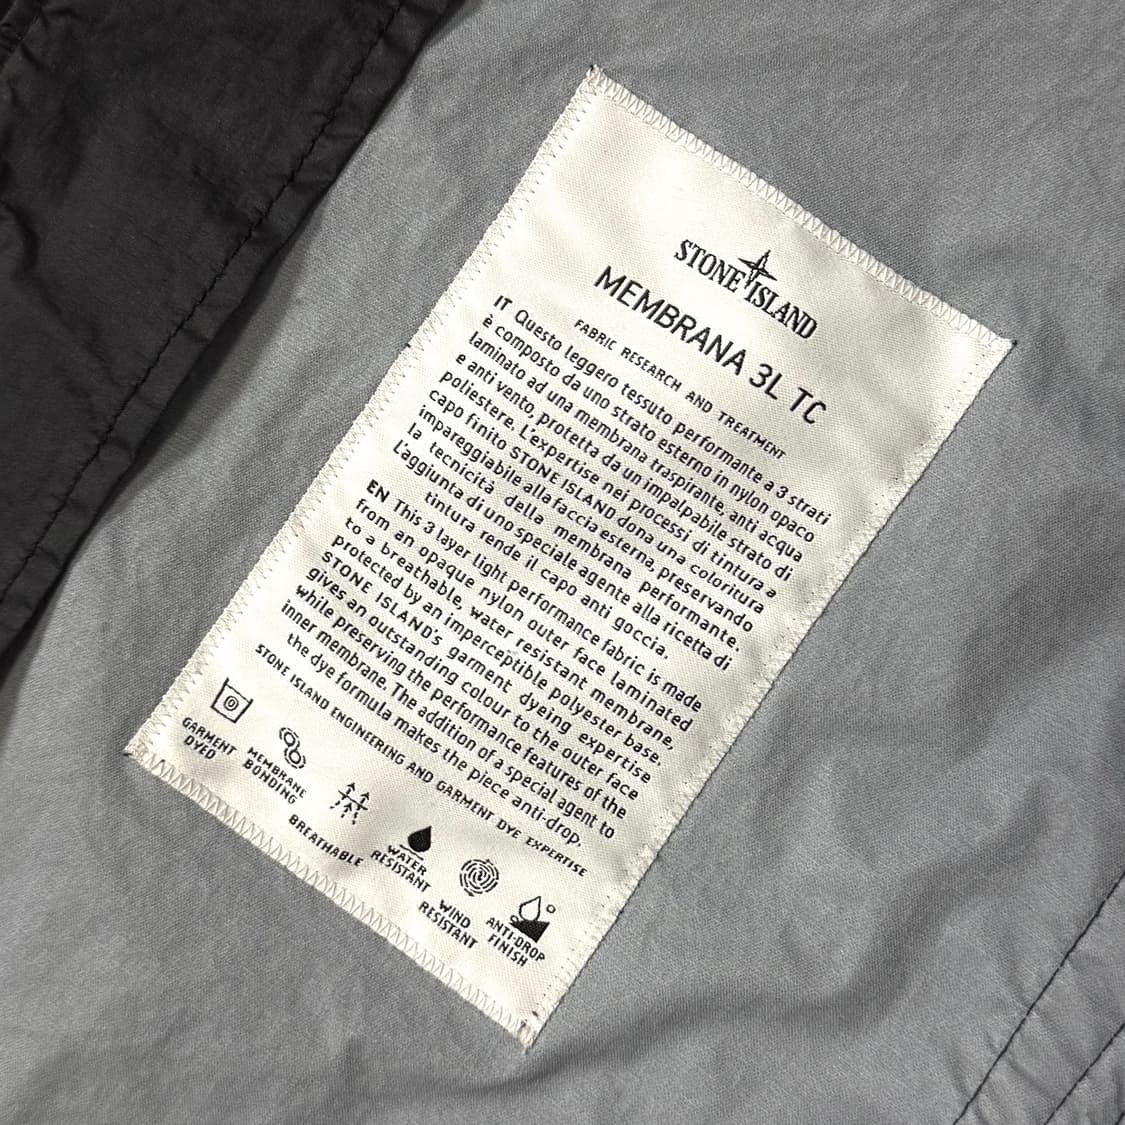 STONE ISLAND
MEMBRANA 3L TC
FABRIC RESEARCH AND TREATMENT
IT Questo leggero tessuto performante a 3 strati
è composto da uno strato esterno in nylon opaco
laminato ad una membrana traspirante, anti acqua
e anti vento, protetta da un impalpabile strato di
poliestere. L'expertise nei processi di tintura a
capo finito STONE ISLAND dona una coloritura
impareggiabile alla faccia esterna, preservando
la tecnicità della membrana performante.
L'aggiunta di uno speciale agente alla ricetta di
tintura rende il capo anti goccia.
EN This 3 layer light performance fabric is made
from an opaque nylon outer face laminated
to a breathable, water resistant membrane,
protected by an imperceptible polyester base.
STONE ISLAND's garment dyeing expertise
gives an outstanding colour to the outer face
while preserving the performance features of the
inner membrane. The addition of a special agent to
the dye formula makes the piece anti-drop.
STONE ISLAND ENGINEERING AND GARMENT DYE EXPERTISE
GARMENT
DYED
MEMBRANE
BONDING
BREATHABLE
WATER
RESISTANT
WIND
RESISTANT
ANTI-DROP
FINISH